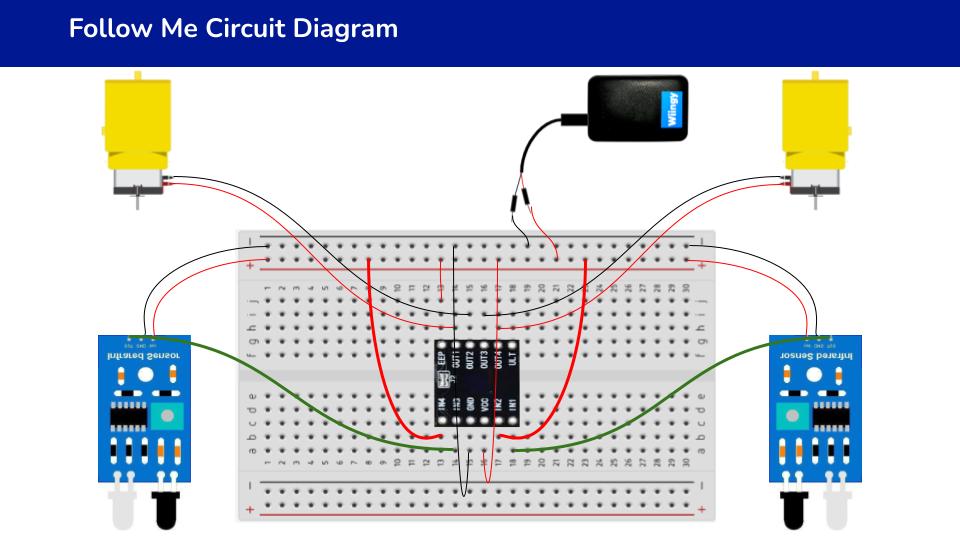 Follow Me Circuit Diagram
Wiingy
1 2 3 4 5 6 7 8 9 10 11 12 13 14 15 16 17 18 19 20 21 22 23 24 25 26 27 28 29 30
j
i
h
g
f
EEP OUT1 OUT2 OUT3 OUT4 ULT
IN4 IN3 GND VCC IN2 IN1
e
d
c
b
a
1 2 3 4 5 6 7 8 9 10 11 12 13 14 15 16 17 18 19 20 21 22 23 24 25 26 27 28 29 30
OUT GND
Infrared Sensor
OUT GND
Infrared Sensor